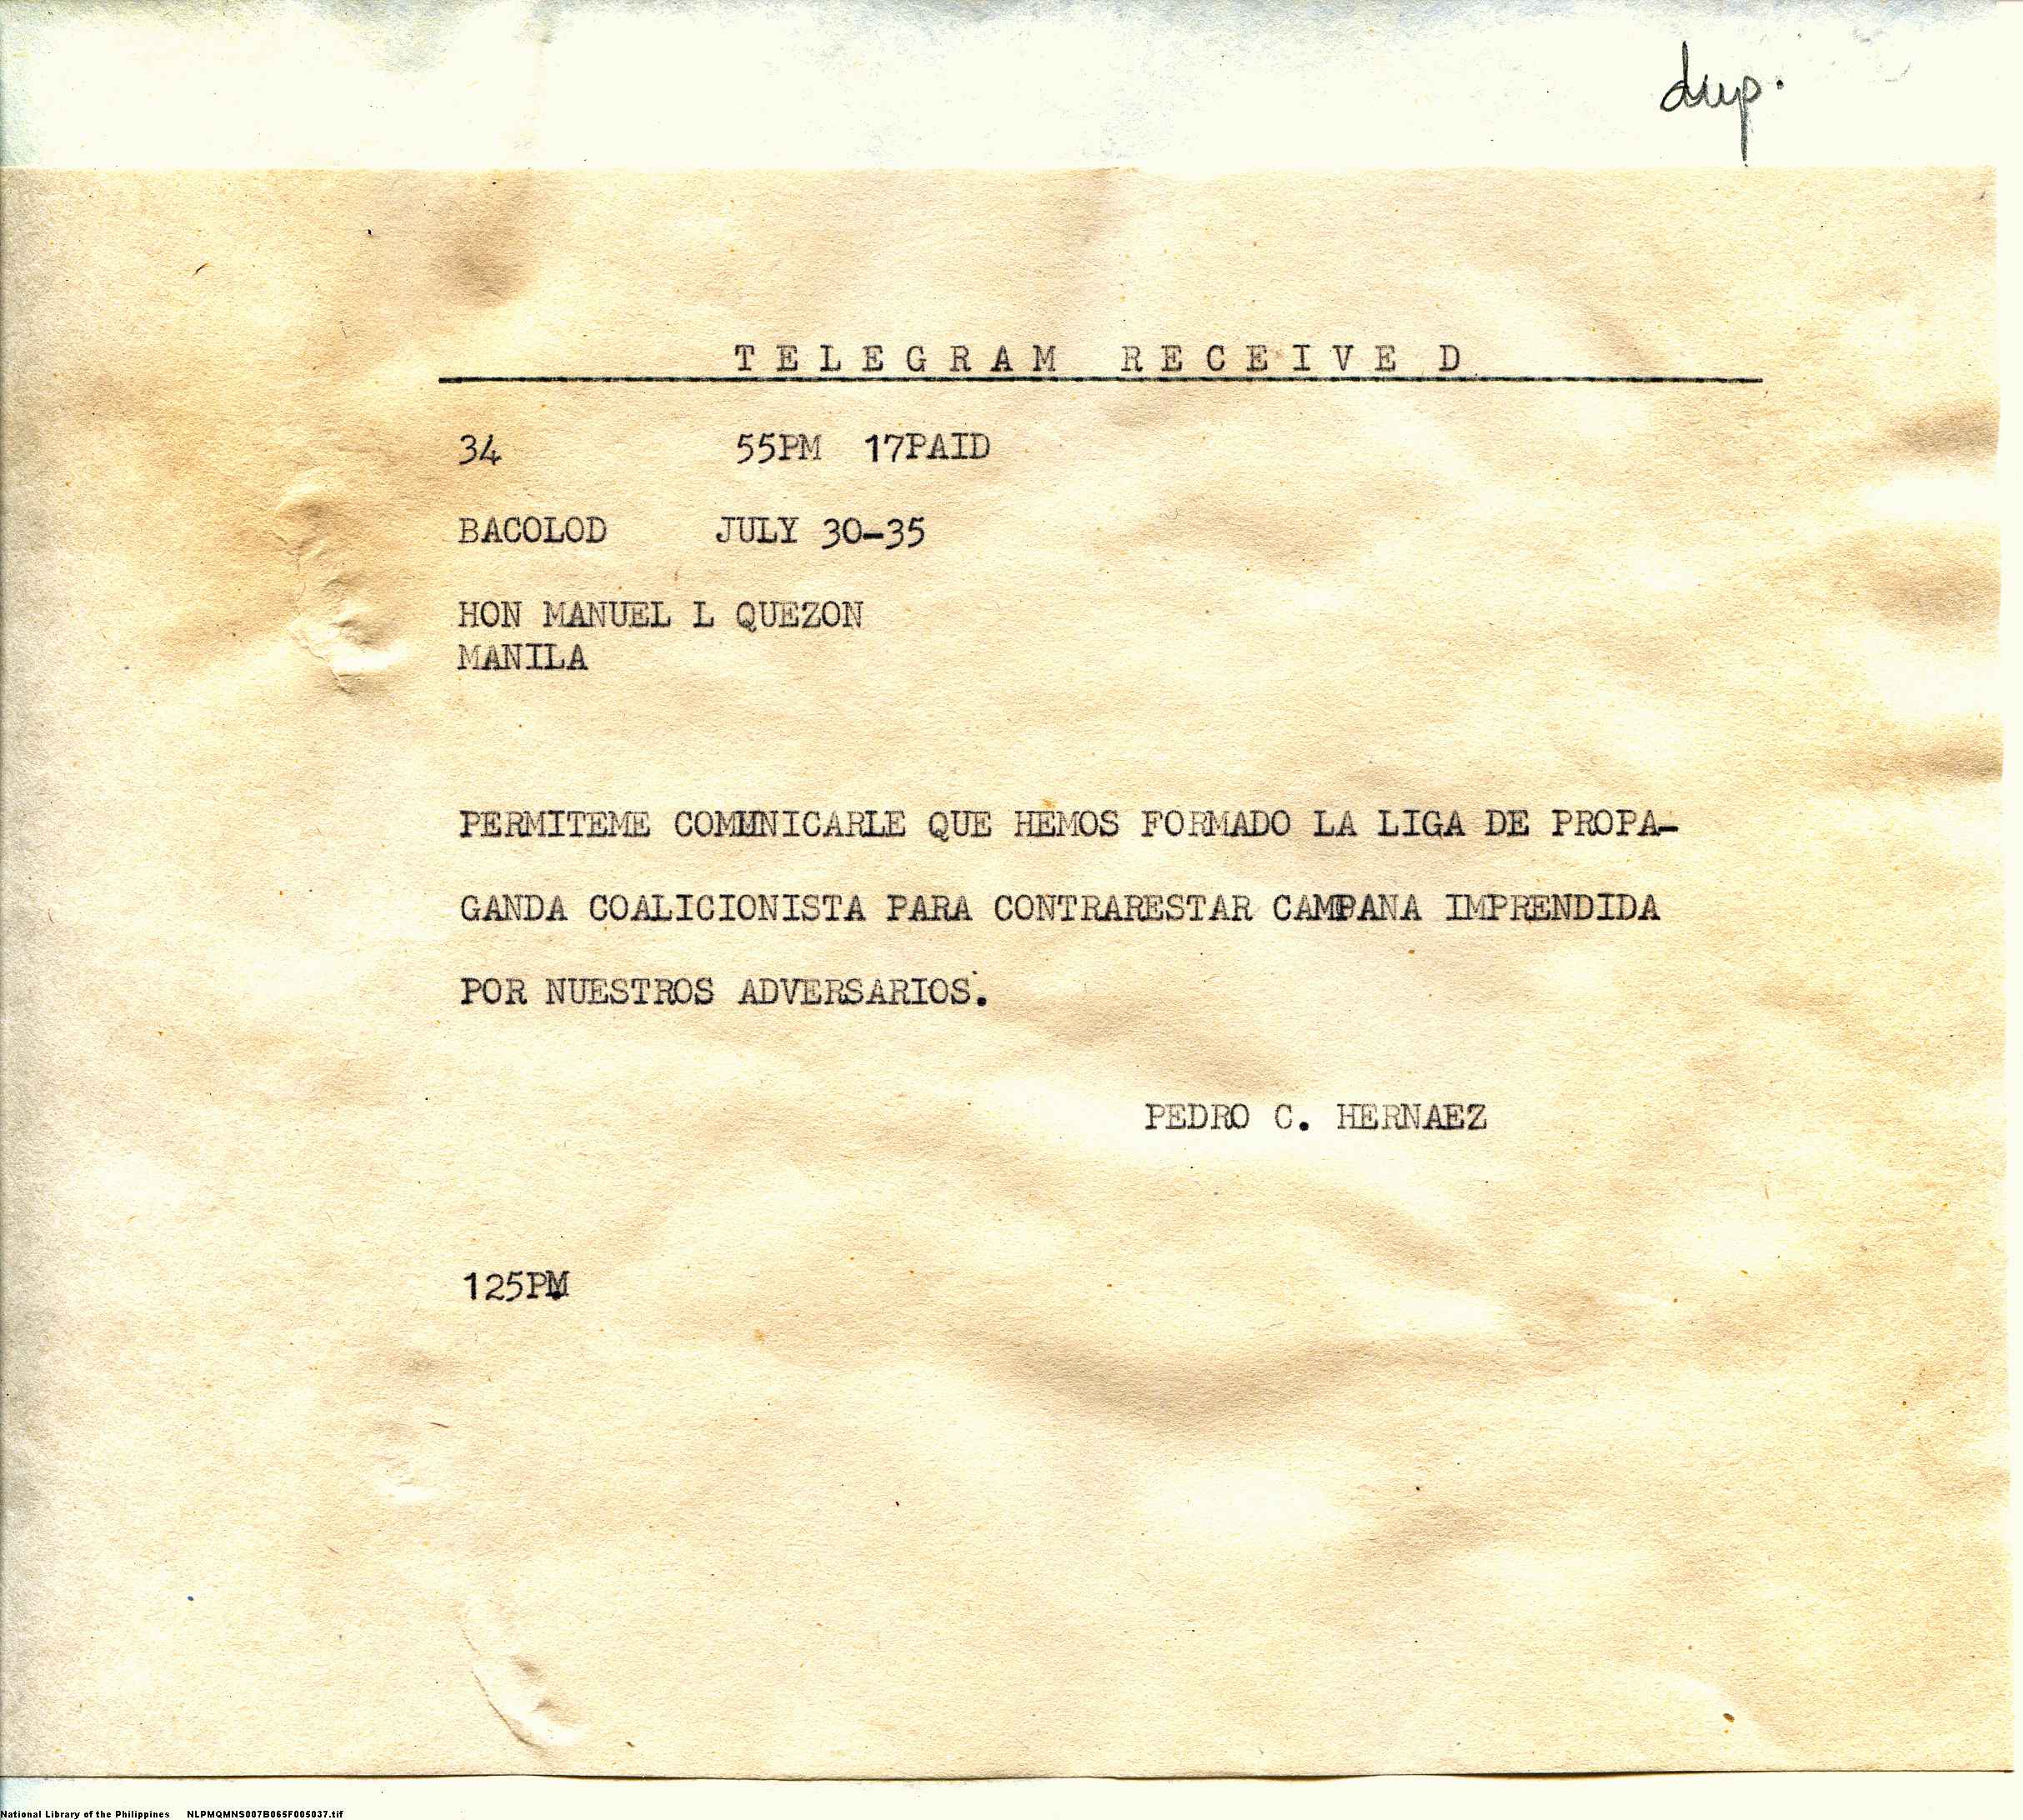 dup.
TELEGRAM RECEIVED
34 55PM 17PAID
BACOLOD JULY 30-35
HON MANUEL L QUEZON
MANILA
PERMITEME COMUNICARLE QUE HEMOS FORMADO LA LIGA DE PROPA-
GANDA COALICIONISTA PARA CONTRARESTAR CAMPANA IMPRENDIDA
POR NUESTROS ADVERSARIOS.
PEDRO C. HERNAEZ
125PM
National Library of the Philippines NLPMQMNS007B065F005037.tif